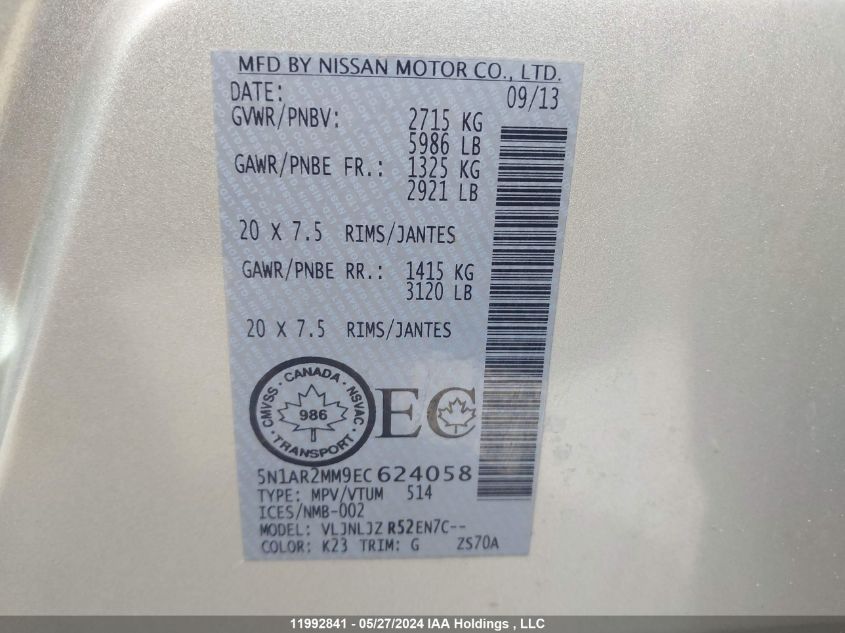 MFD BY NISSAN MOTOR CO., LTD.
DATE: 09/13
GVWR/PNBV: 2715 KG
5986 LB
GAWR/PNBE FR.: 1325 KG
2921 LB
20 X 7.5 RIMS/JANTES
GAWR/PNBE RR.: 1415 KG
3120 LB
20 X 7.5 RIMS/JANTES
CMVSS · CANADA · NSVAC
986
TRANSPORT
EC
5N1AR2MM9EC624058
TYPE: MPV/VTUM 514
ICES/NMB-002
MODEL: VLJNLJZ R52EN7C--
COLOR: K23 TRIM: G ZS70A
11992841 - 05/27/2024 IAA Holdings , LLC